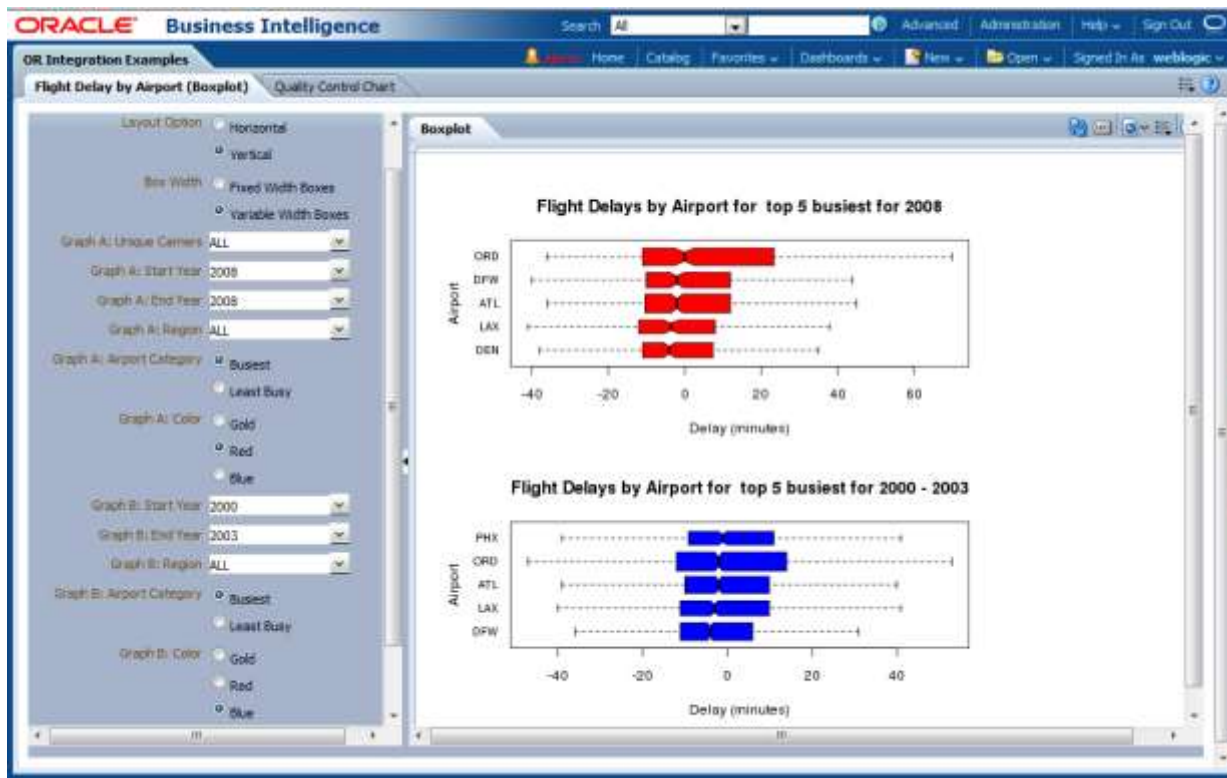 ORACLE Business Intelligence
Search All Advanced Administration Help Sign Out
OR Integration Examples
Home Catalog Favorites Dashboards New Open Signed In As weblogic
Flight Delay by Airport (Boxplot) Quality Control Chart
Layout Option Horizontal
Vertical
Box Width Fixed Width Boxes
Variable Width Boxes
Graph A: Unique Carriers ALL
Graph A: Start Year 2008
Graph A: End Year 2008
Graph A: Region ALL
Graph A: Airport Category Busiest
Least Busy
Graph A: Color Gold
Red
Blue
Graph B: Start Year 2000
Graph B: End Year 2003
Graph B: Region ALL
Graph B: Airport Category Busiest
Least Busy
Graph B: Color Gold
Red
Blue
Boxplot
Flight Delays by Airport for top 5 busiest for 2008
Airport
ORD
DFW
ATL
LAX
DEN
-40 -20 0 20 40 60
Delay (minutes)
Flight Delays by Airport for top 5 busiest for 2000 - 2003
Airport
PHX
ORD
ATL
LAX
DFW
-40 -20 0 20 40
Delay (minutes)